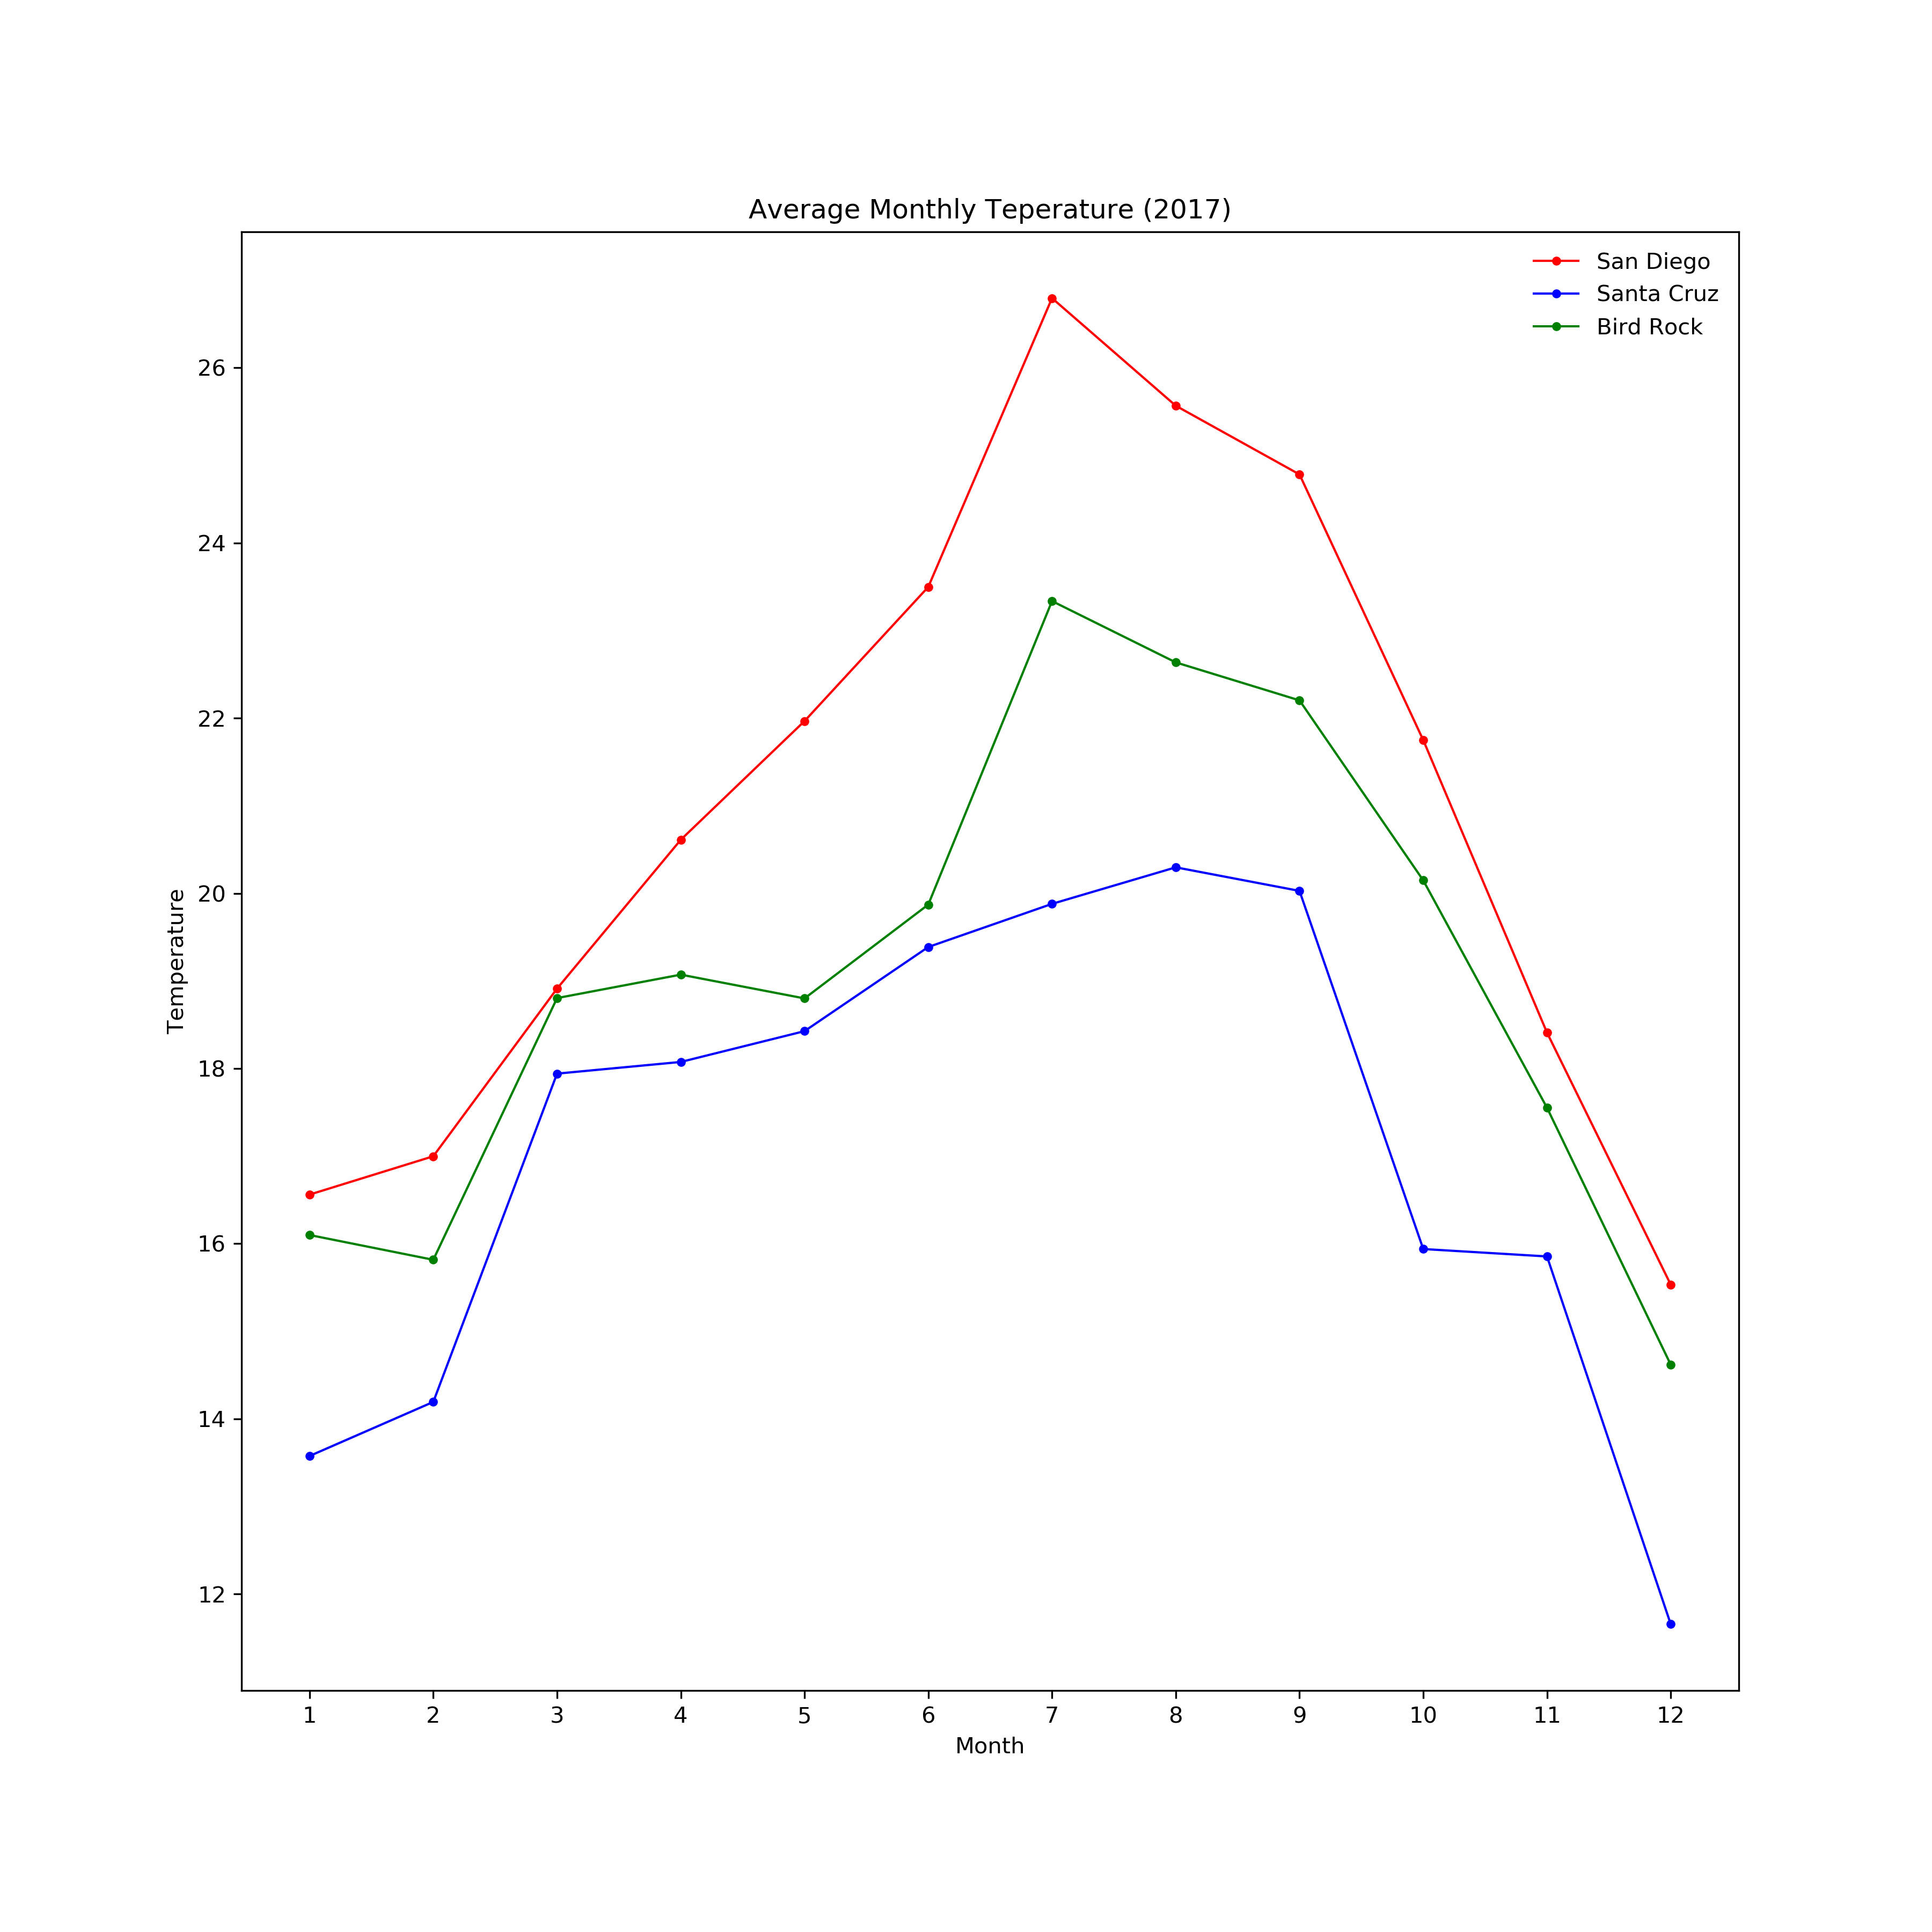 Average Monthly Teperature (2017)
San Diego
Santa Cruz
Bird Rock
26
24
22
20
18
16
14
12
Temperature
1 2 3 4 5 6 7 8 9 10 11 12
Month